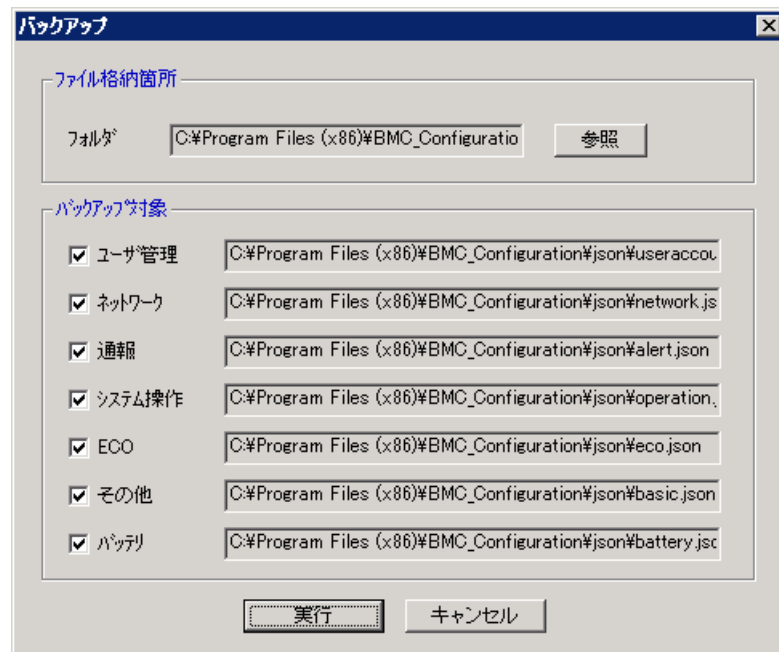 バックアップ
ファイル格納箇所
フォルダ C:¥Program Files (x86)¥BMC_Configuratio 参照
バックアップ対象
ユーザ管理 C:¥Program Files (x86)¥BMC_Configuration¥json¥useraccou
ネットワーク C:¥Program Files (x86)¥BMC_Configuration¥json¥network.js
通報 C:¥Program Files (x86)¥BMC_Configuration¥json¥alert.json
システム操作 C:¥Program Files (x86)¥BMC_Configuration¥json¥operation.
ECO C:¥Program Files (x86)¥BMC_Configuration¥json¥eco.json
その他 C:¥Program Files (x86)¥BMC_Configuration¥json¥basic.json
バッテリ C:¥Program Files (x86)¥BMC_Configuration¥json¥battery.jsc
実行 キャンセル